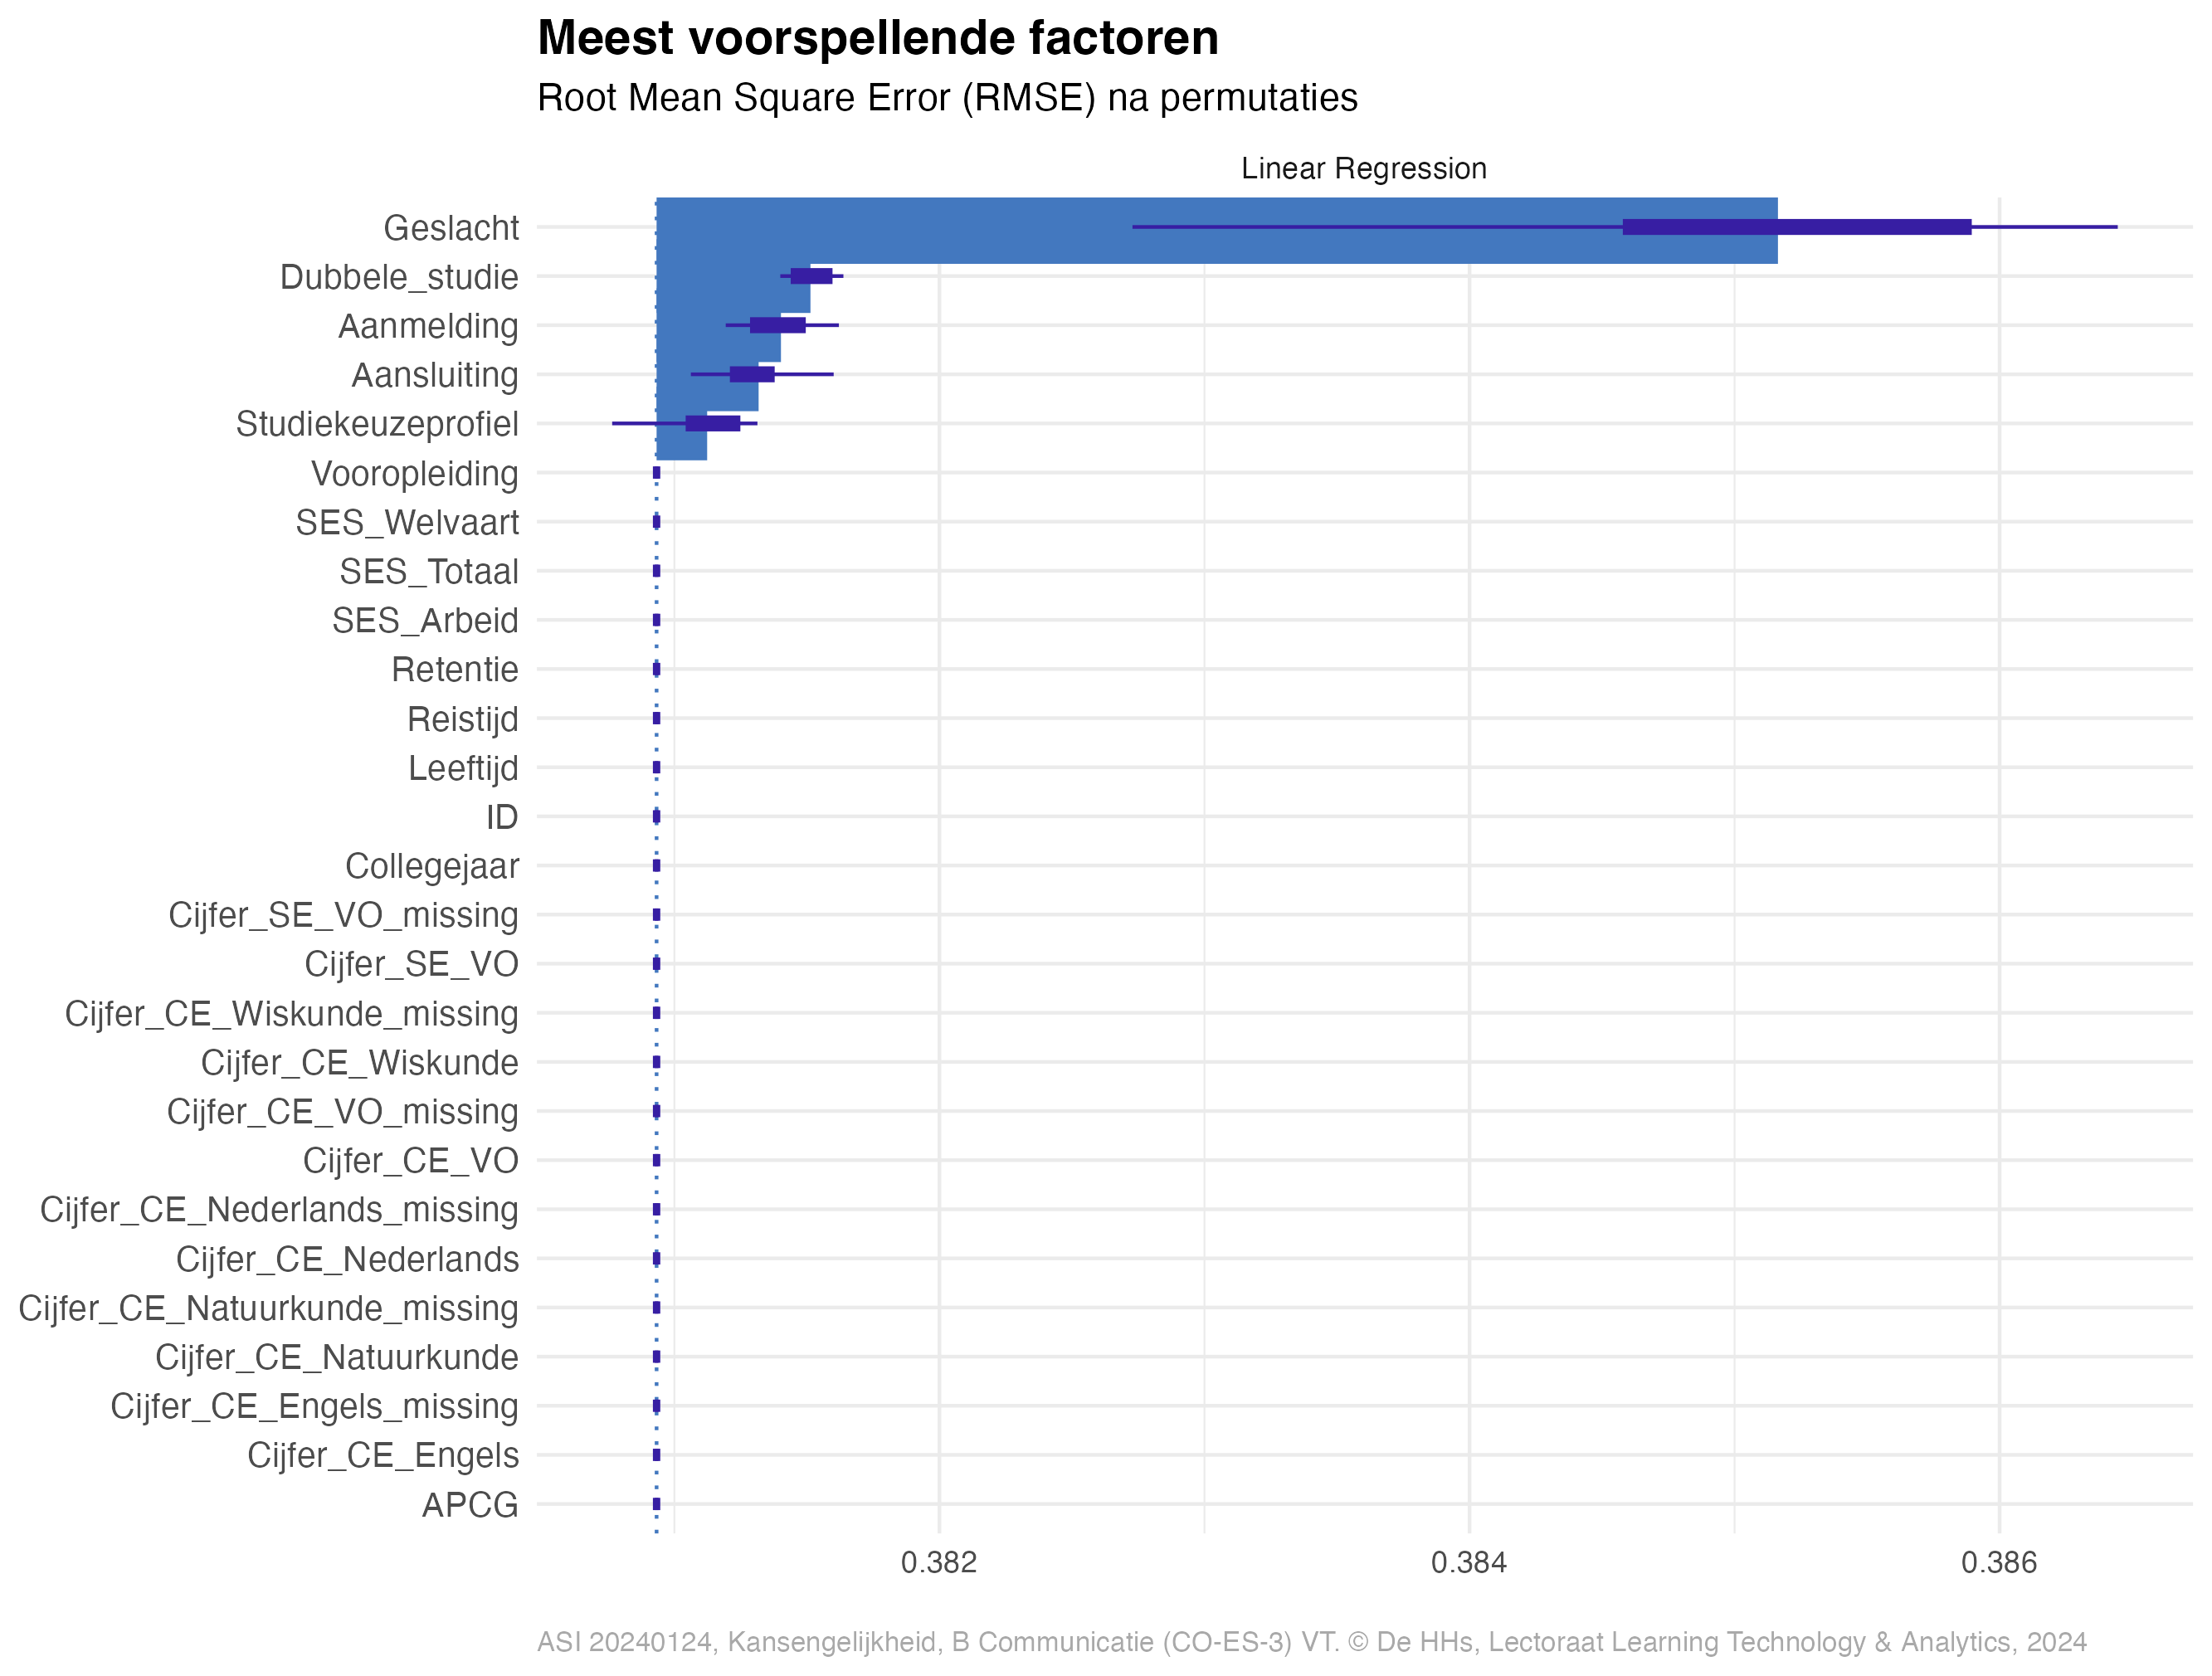 Meest voorspellende factoren
Root Mean Square Error (RMSE) na permutaties
Linear Regression
Geslacht
Dubbele_studie
Aanmelding
Aansluiting
Studiekeuzeprofiel
Vooropleiding
SES_Welvaart
SES_Totaal
SES_Arbeid
Retentie
Reistijd
Leeftijd
ID
Collegejaar
Cijfer_SE_VO_missing
Cijfer_SE_VO
Cijfer_CE_Wiskunde_missing
Cijfer_CE_Wiskunde
Cijfer_CE_VO_missing
Cijfer_CE_VO
Cijfer_CE_Nederlands_missing
Cijfer_CE_Nederlands
Cijfer_CE_Natuurkunde_missing
Cijfer_CE_Natuurkunde
Cijfer_CE_Engels_missing
Cijfer_CE_Engels
APCG
0.382 0.384 0.386
ASI 20240124, Kansengelijkheid, B Communicatie (CO-ES-3) VT. © De HHs, Lectoraat Learning Technology & Analytics, 2024